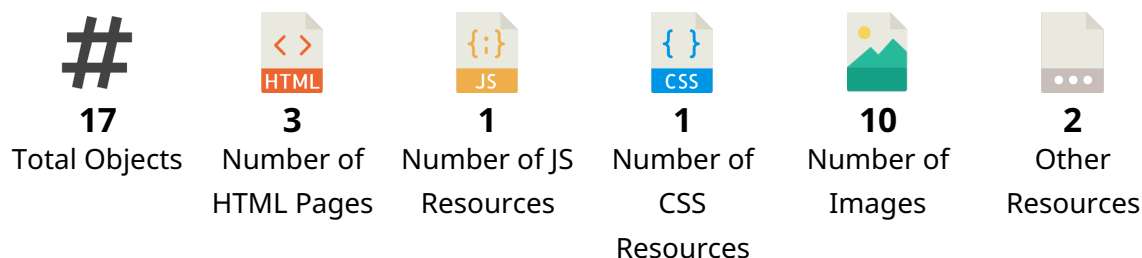 #
HTML
JS
CSS
17
3
1
1
10
2
Total Objects
Number of
HTML Pages
Number of JS
Resources
Number of
CSS
Resources
Number of
Images
Other
Resources